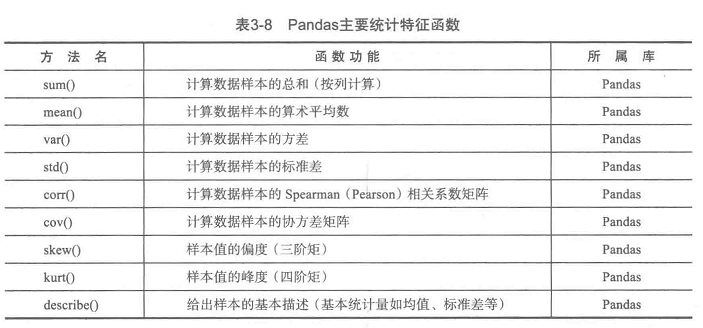 表3-8 Pandas主要统计特征函数
方 法 名 函 数 功 能 所 属 库
sum() 计算数据样本的总和（按列计算） Pandas
mean() 计算数据样本的算术平均数 Pandas
var() 计算数据样本的方差 Pandas
std() 计算数据样本的标准差 Pandas
corr() 计算数据样本的 Spearman（Pearson）相关系数矩阵 Pandas
cov() 计算数据样本的协方差矩阵 Pandas
skew() 样本值的偏度（三阶矩） Pandas
kurt() 样本值的峰度（四阶矩） Pandas
describe() 给出样本的基本描述（基本统计量如均值、标准差等） Pandas